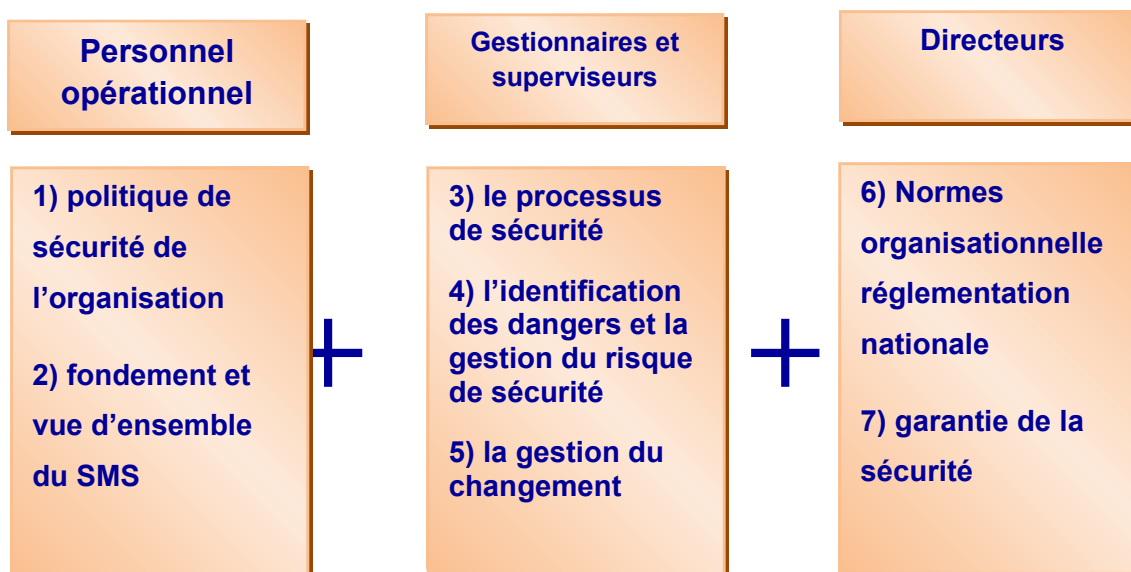 Personnel
opérationnel
1) politique de
sécurité de
l’organisation
2) fondement et
vue d’ensemble
du SMS
+
Gestionnaires et
superviseurs
3) le processus
de sécurité
4) l’identification
des dangers et la
gestion du risque
de sécurité
5) la gestion du
changement
+
Directeurs
6) Normes
organisationnelle
réglementation
nationale
7) garantie de la
sécurité